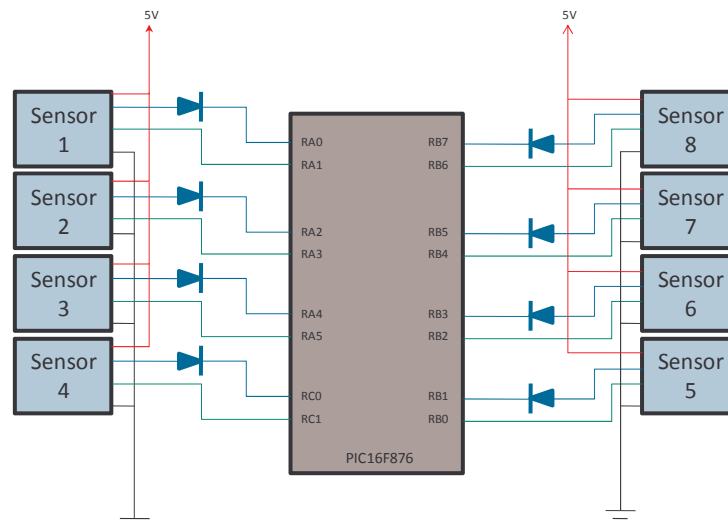 5V
5V
Sensor
1
Sensor
8
RA0
RB7
RA1
RB6
Sensor
2
Sensor
7
RA2
RB5
RA3
RB4
Sensor
3
Sensor
6
RA4
RB3
RA5
RB2
Sensor
4
Sensor
5
RC0
RB1
RC1
RB0
PIC16F876